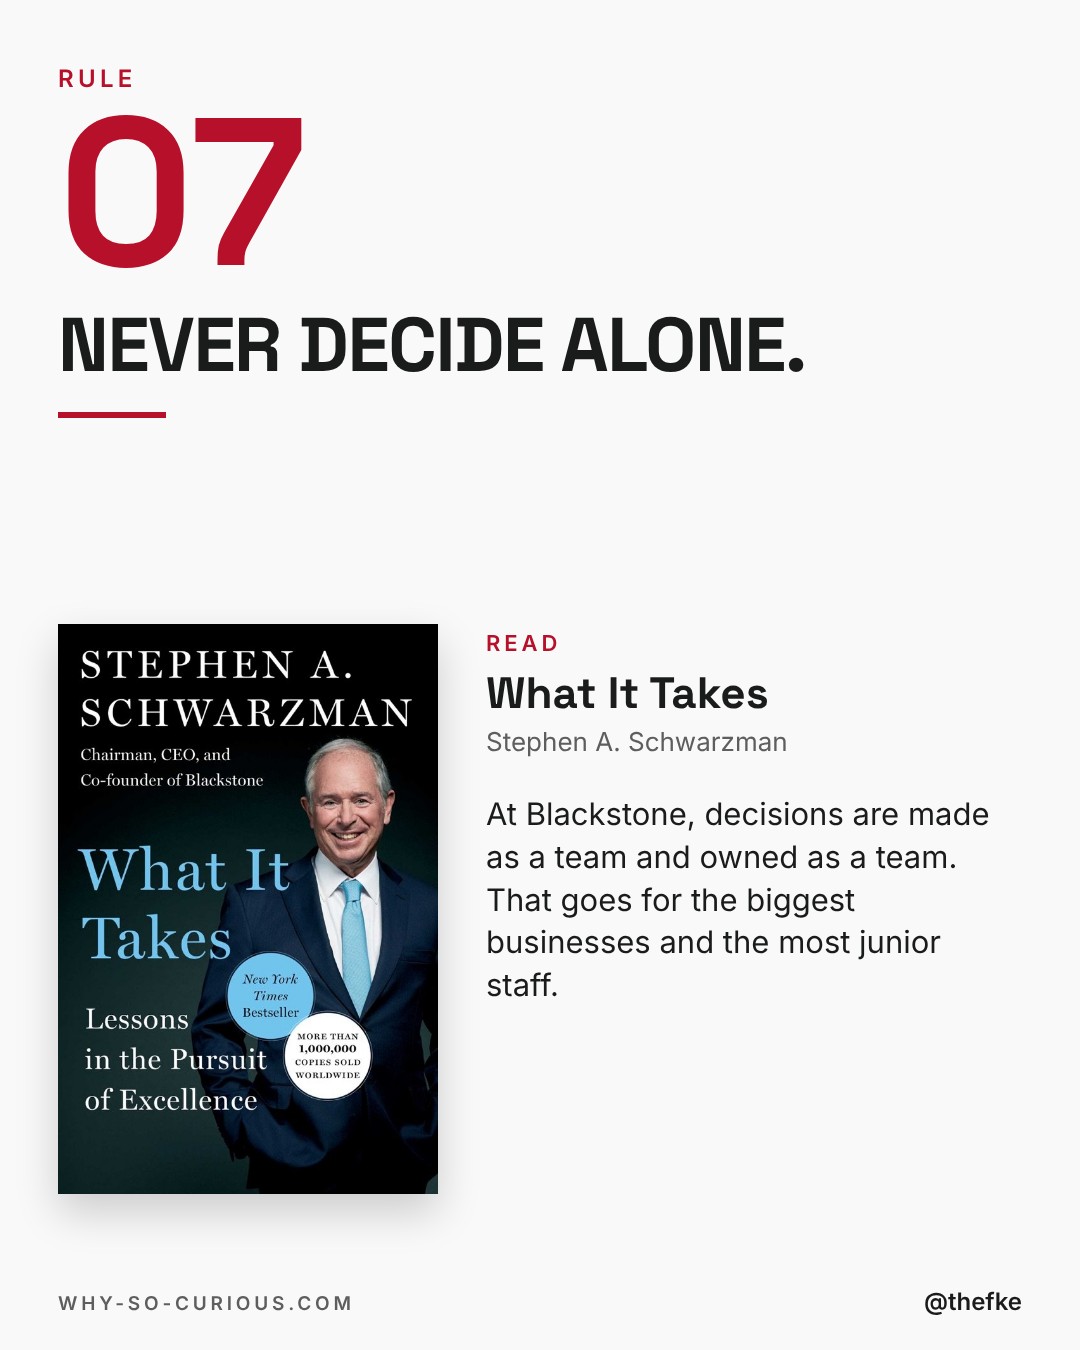 RULE
07
NEVER DECIDE ALONE.
STEPHEN A.
SCHWARZMAN
Chairman, CEO, and
Co-founder of Blackstone
What It
Takes
New York
Times
Bestseller
MORE THAN
1,000,000
COPIES SOLD
WORLDWIDE
Lessons
in the Pursuit
of Excellence
READ
What It Takes
Stephen A. Schwarzman
At Blackstone, decisions are made
as a team and owned as a team.
That goes for the biggest
businesses and the most junior
staff.
WHY-SO-CURIOUS.COM
@thefke